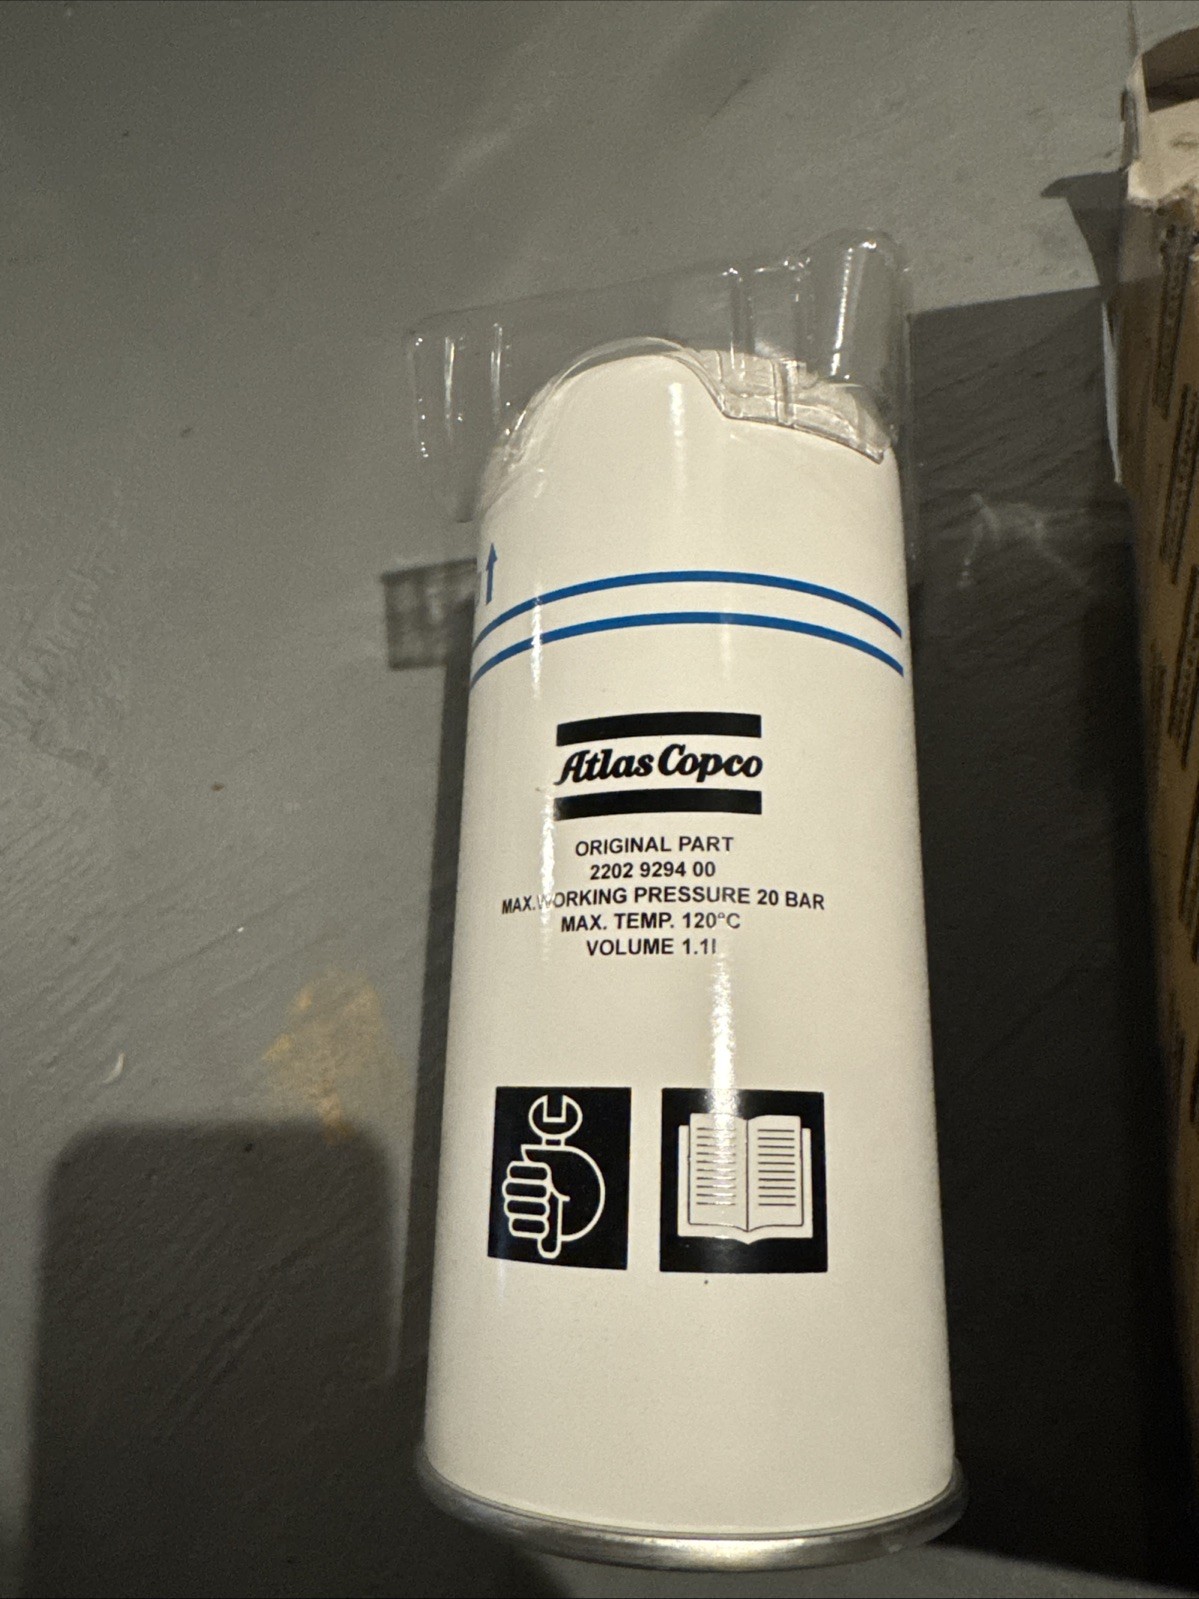 Atlas Copco
ORIGINAL PART
2202 9294 00
MAX.WORKING PRESSURE 20 BAR
MAX. TEMP. 120°C
VOLUME 1.1l